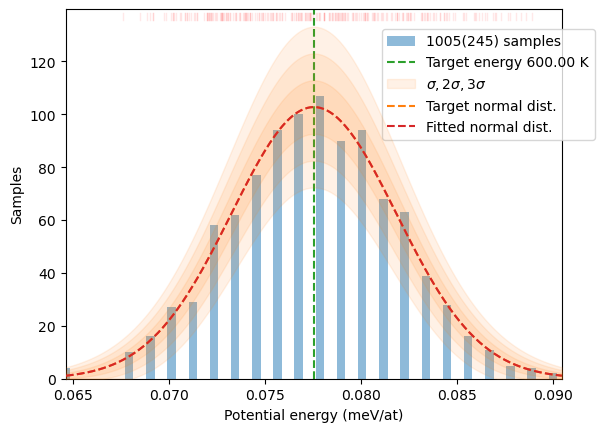 1005(245) samples
Target energy 600.00 K
σ, 2σ, 3σ
Target normal dist.
Fitted normal dist.
120
100
80
60
40
20
0
Samples
0.065 0.070 0.075 0.080 0.085 0.090
Potential energy (meV/at)